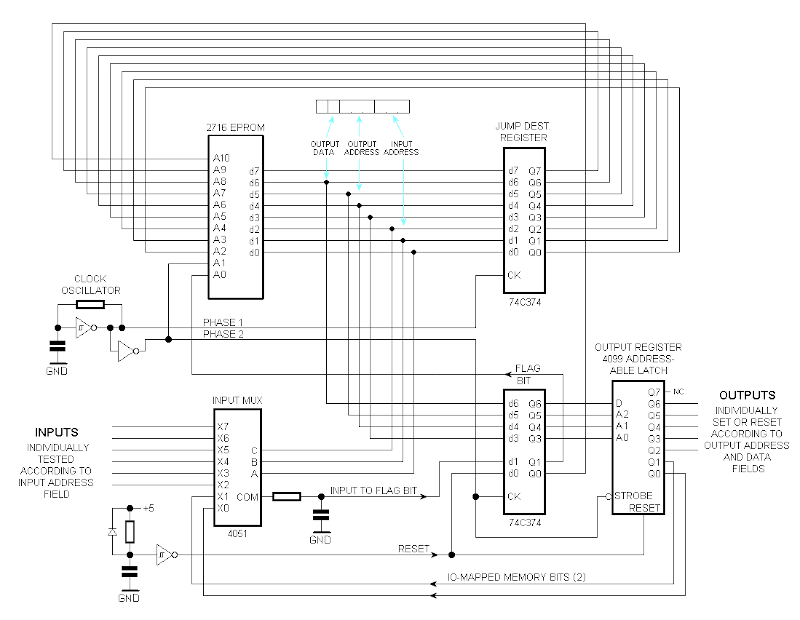 2716 EPROM
JUMP DEST.
REGISTER
OUTPUT
DATA
OUTPUT
ADDRESS
INPUT
ADDRESS
A10
A9
A8
A7
A6
A5
A4
A3
A2
A1
A0
d7
d6
d5
d4
d3
d2
d1
d0
d7 Q7
d6 Q6
d5 Q5
d4 Q4
d3 Q3
d2 Q2
d1 Q1
d0 Q0
CK
74C374
CLOCK
OSCILLATOR
GND
PHASE 1
PHASE 2
FLAG
BIT
OUTPUT REGISTER
4099 ADDRESS-
ABLE LATCH
INPUT MUX
X7
X6
X5
X4
X3
X2
X1
X0
C
B
A
COM
4051
INPUTS
INDIVIDUALLY
TESTED
ACCORDING TO
INPUT ADDRESS
FIELD
d6 Q6
d5 Q5
d4 Q4
d3 Q3
d1 Q1
d0 Q0
CK
74C374
D
A2
A1
A0
Q7
Q6
Q5
Q4
Q3
Q2
Q1
Q0
STROBE
RESET
NC
OUTPUTS
INDIVIDUALLY
SET OR RESET
ACCORDING TO
OUTPUT ADDRESS
AND DATA
FIELDS
INPUT TO FLAG BIT
GND
+5
GND
RESET
IO-MAPPED MEMORY BITS (2)